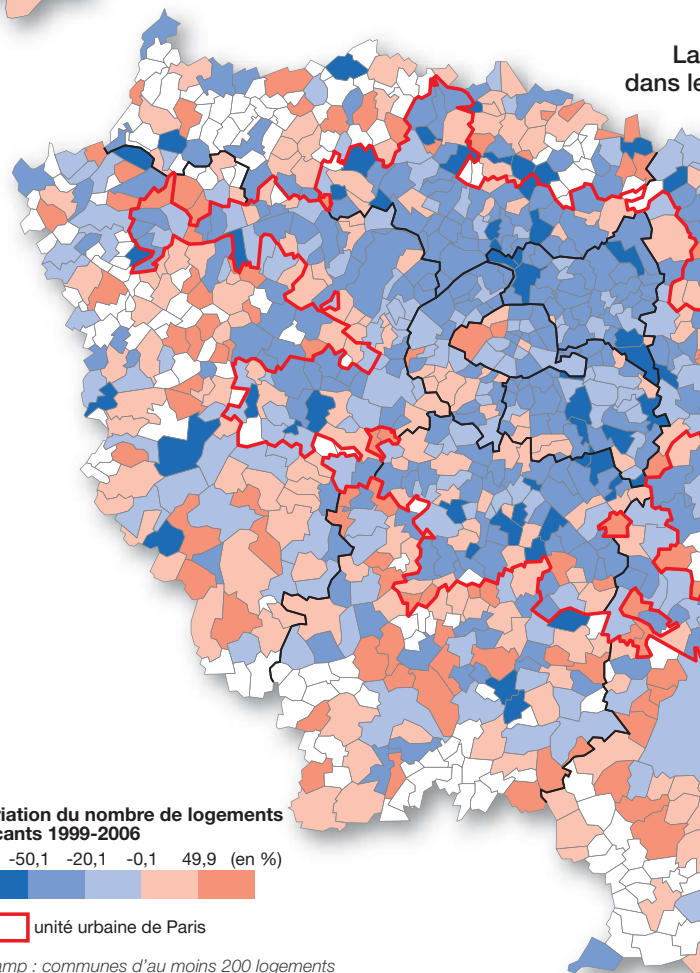 La
dans le
iation du nombre de logements
cants 1999-2006
-50,1 -20,1 -0,1 49,9 (en %)
unité urbaine de Paris
amp : communes d'au moins 200 logements